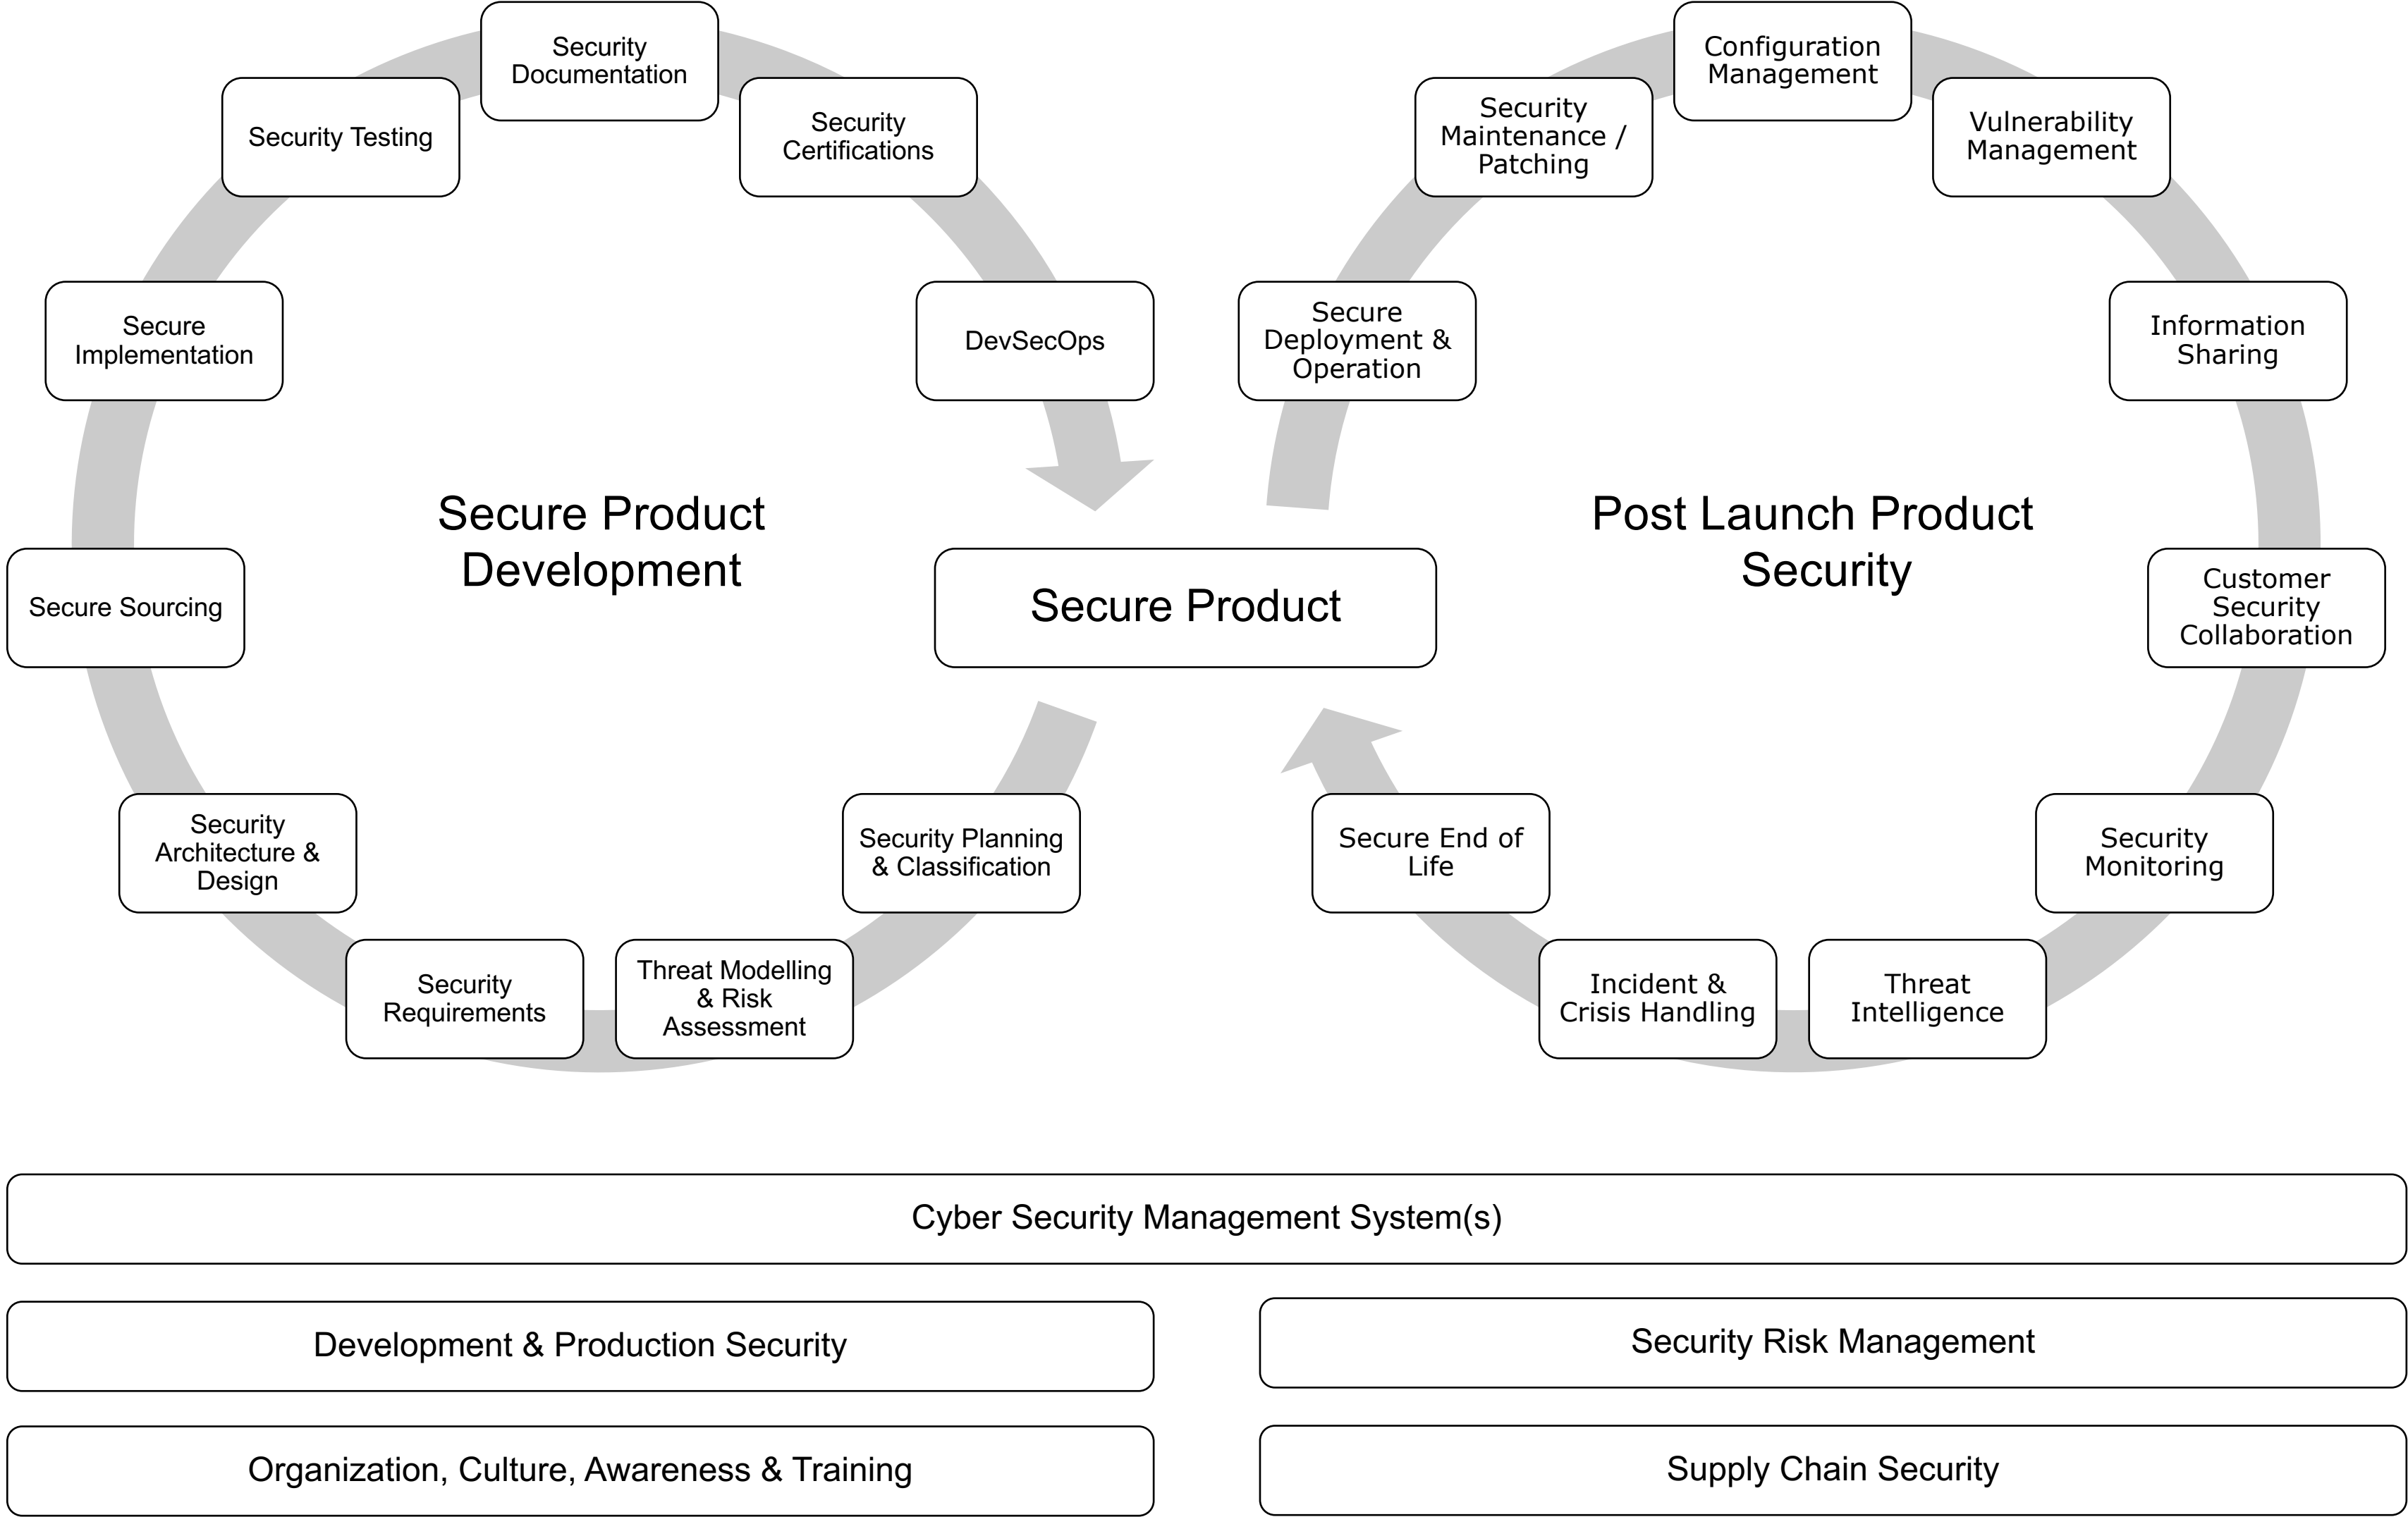 Security
Documentation
Security Testing
Security
Certifications
Secure
Implementation
DevSecOps
Secure Product
Development
Secure Sourcing
Security
Architecture &
Design
Security Planning
& Classification
Security
Requirements
Threat Modelling
& Risk
Assessment
Secure Product
Configuration
Management
Security
Maintenance /
Patching
Vulnerability
Management
Secure
Deployment &
Operation
Information
Sharing
Post Launch Product
Security
Customer
Security
Collaboration
Secure End of
Life
Security
Monitoring
Incident &
Crisis Handling
Threat
Intelligence
Cyber Security Management System(s)
Development & Production Security
Security Risk Management
Organization, Culture, Awareness & Training
Supply Chain Security